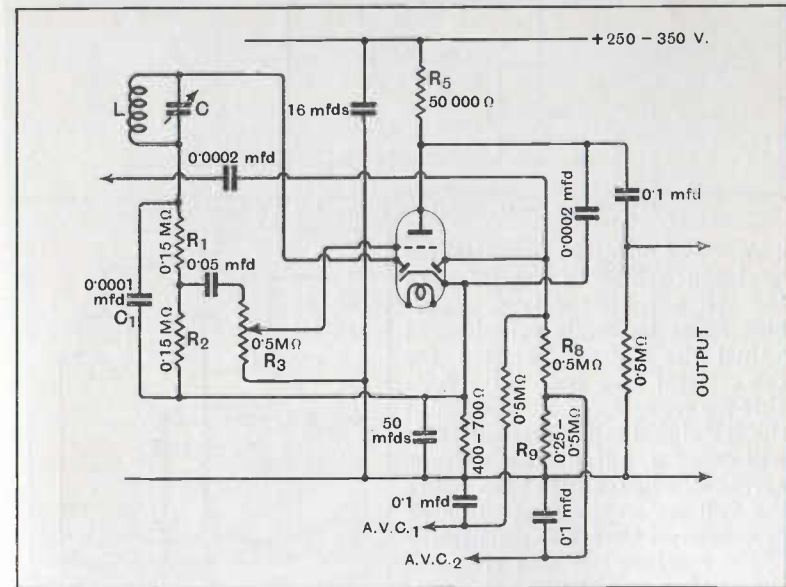 +250 – 350 V.
R5
50 000 Ω
16 mfds
L
C
0·0002 mfd
0·0002 mfd
0·1 mfd
R1
0·15 MΩ
0·05 mfd
0·0001
mfd
C1
R2
0·15 MΩ
0·5MΩ
R3
R8
0·5MΩ
0·5MΩ
0·5MΩ
OUTPUT
50
mfds
400–700Ω
R9
0·25–
0·5MΩ
0·1 mfd
0·1 mfd
A.V.C.1
A.V.C.2